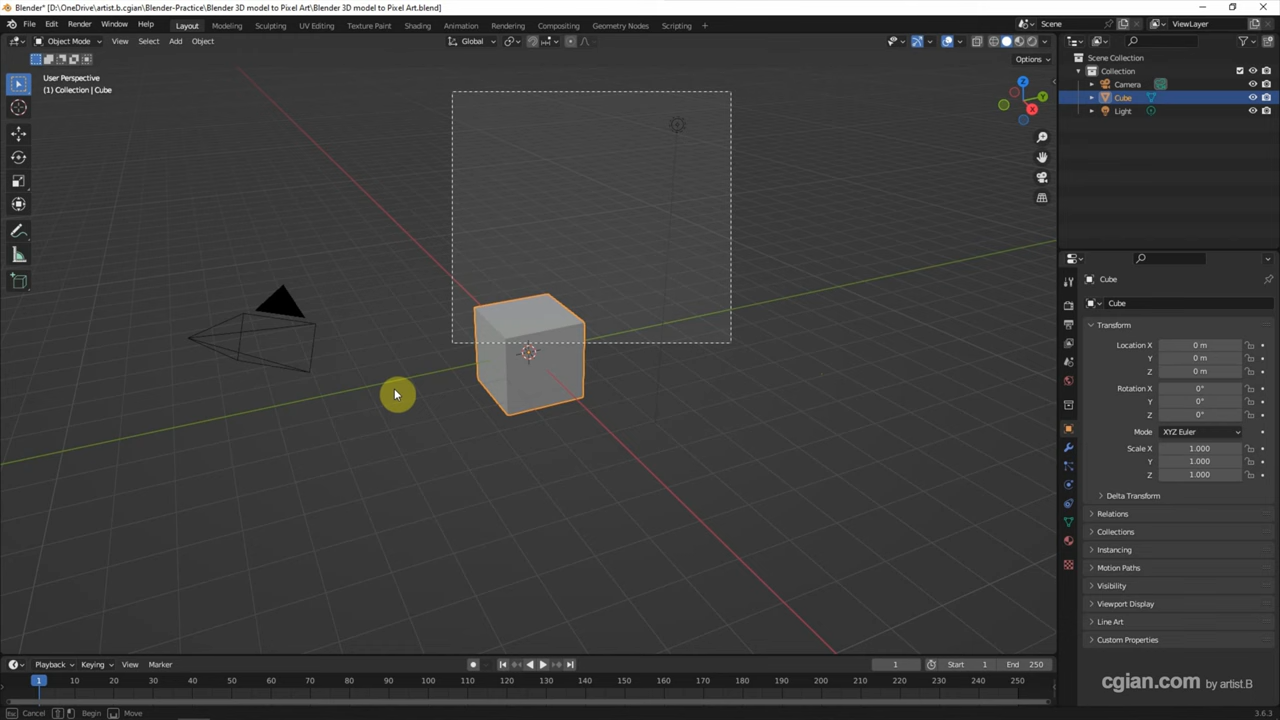 Blender* [D:\OneDrive\artist.b.cgian\Blender-Practice\Blender 3D model to Pixel Art\Blender 3D model to Pixel Art.blend]
File Edit Render Window Help Layout Modeling Sculpting UV Editing Texture Paint Shading Animation Compositing Geometry Nodes Scripting + Scene ViewLayer
Object Mode View Select Add Object Global
Options
User Perspective
(1) Collection | Cube
Z
Y
X
Scene Collection
Collection
Camera
Cube
Light
Cube
Cube
Transform
Location X 0 m
Y 0 m
Z 0 m
Rotation X 0°
Y 0°
Z 0°
Mode XYZ Euler
Scale X 1.000
Y 1.000
Z 1.000
Delta Transform
Relations
Collections
Instancing
Motion Paths
Visibility
Viewport Display
Line Art
Custom Properties
Playback Keying View Marker 1 Start 1 End 250
1 10 20 30 40 50 60 70 80 90 100 110 120 130 140 150 160 170 180 190 200 210 220 230 240 250
cgian.com by artist.B
Cancel Begin Move 3.6.3